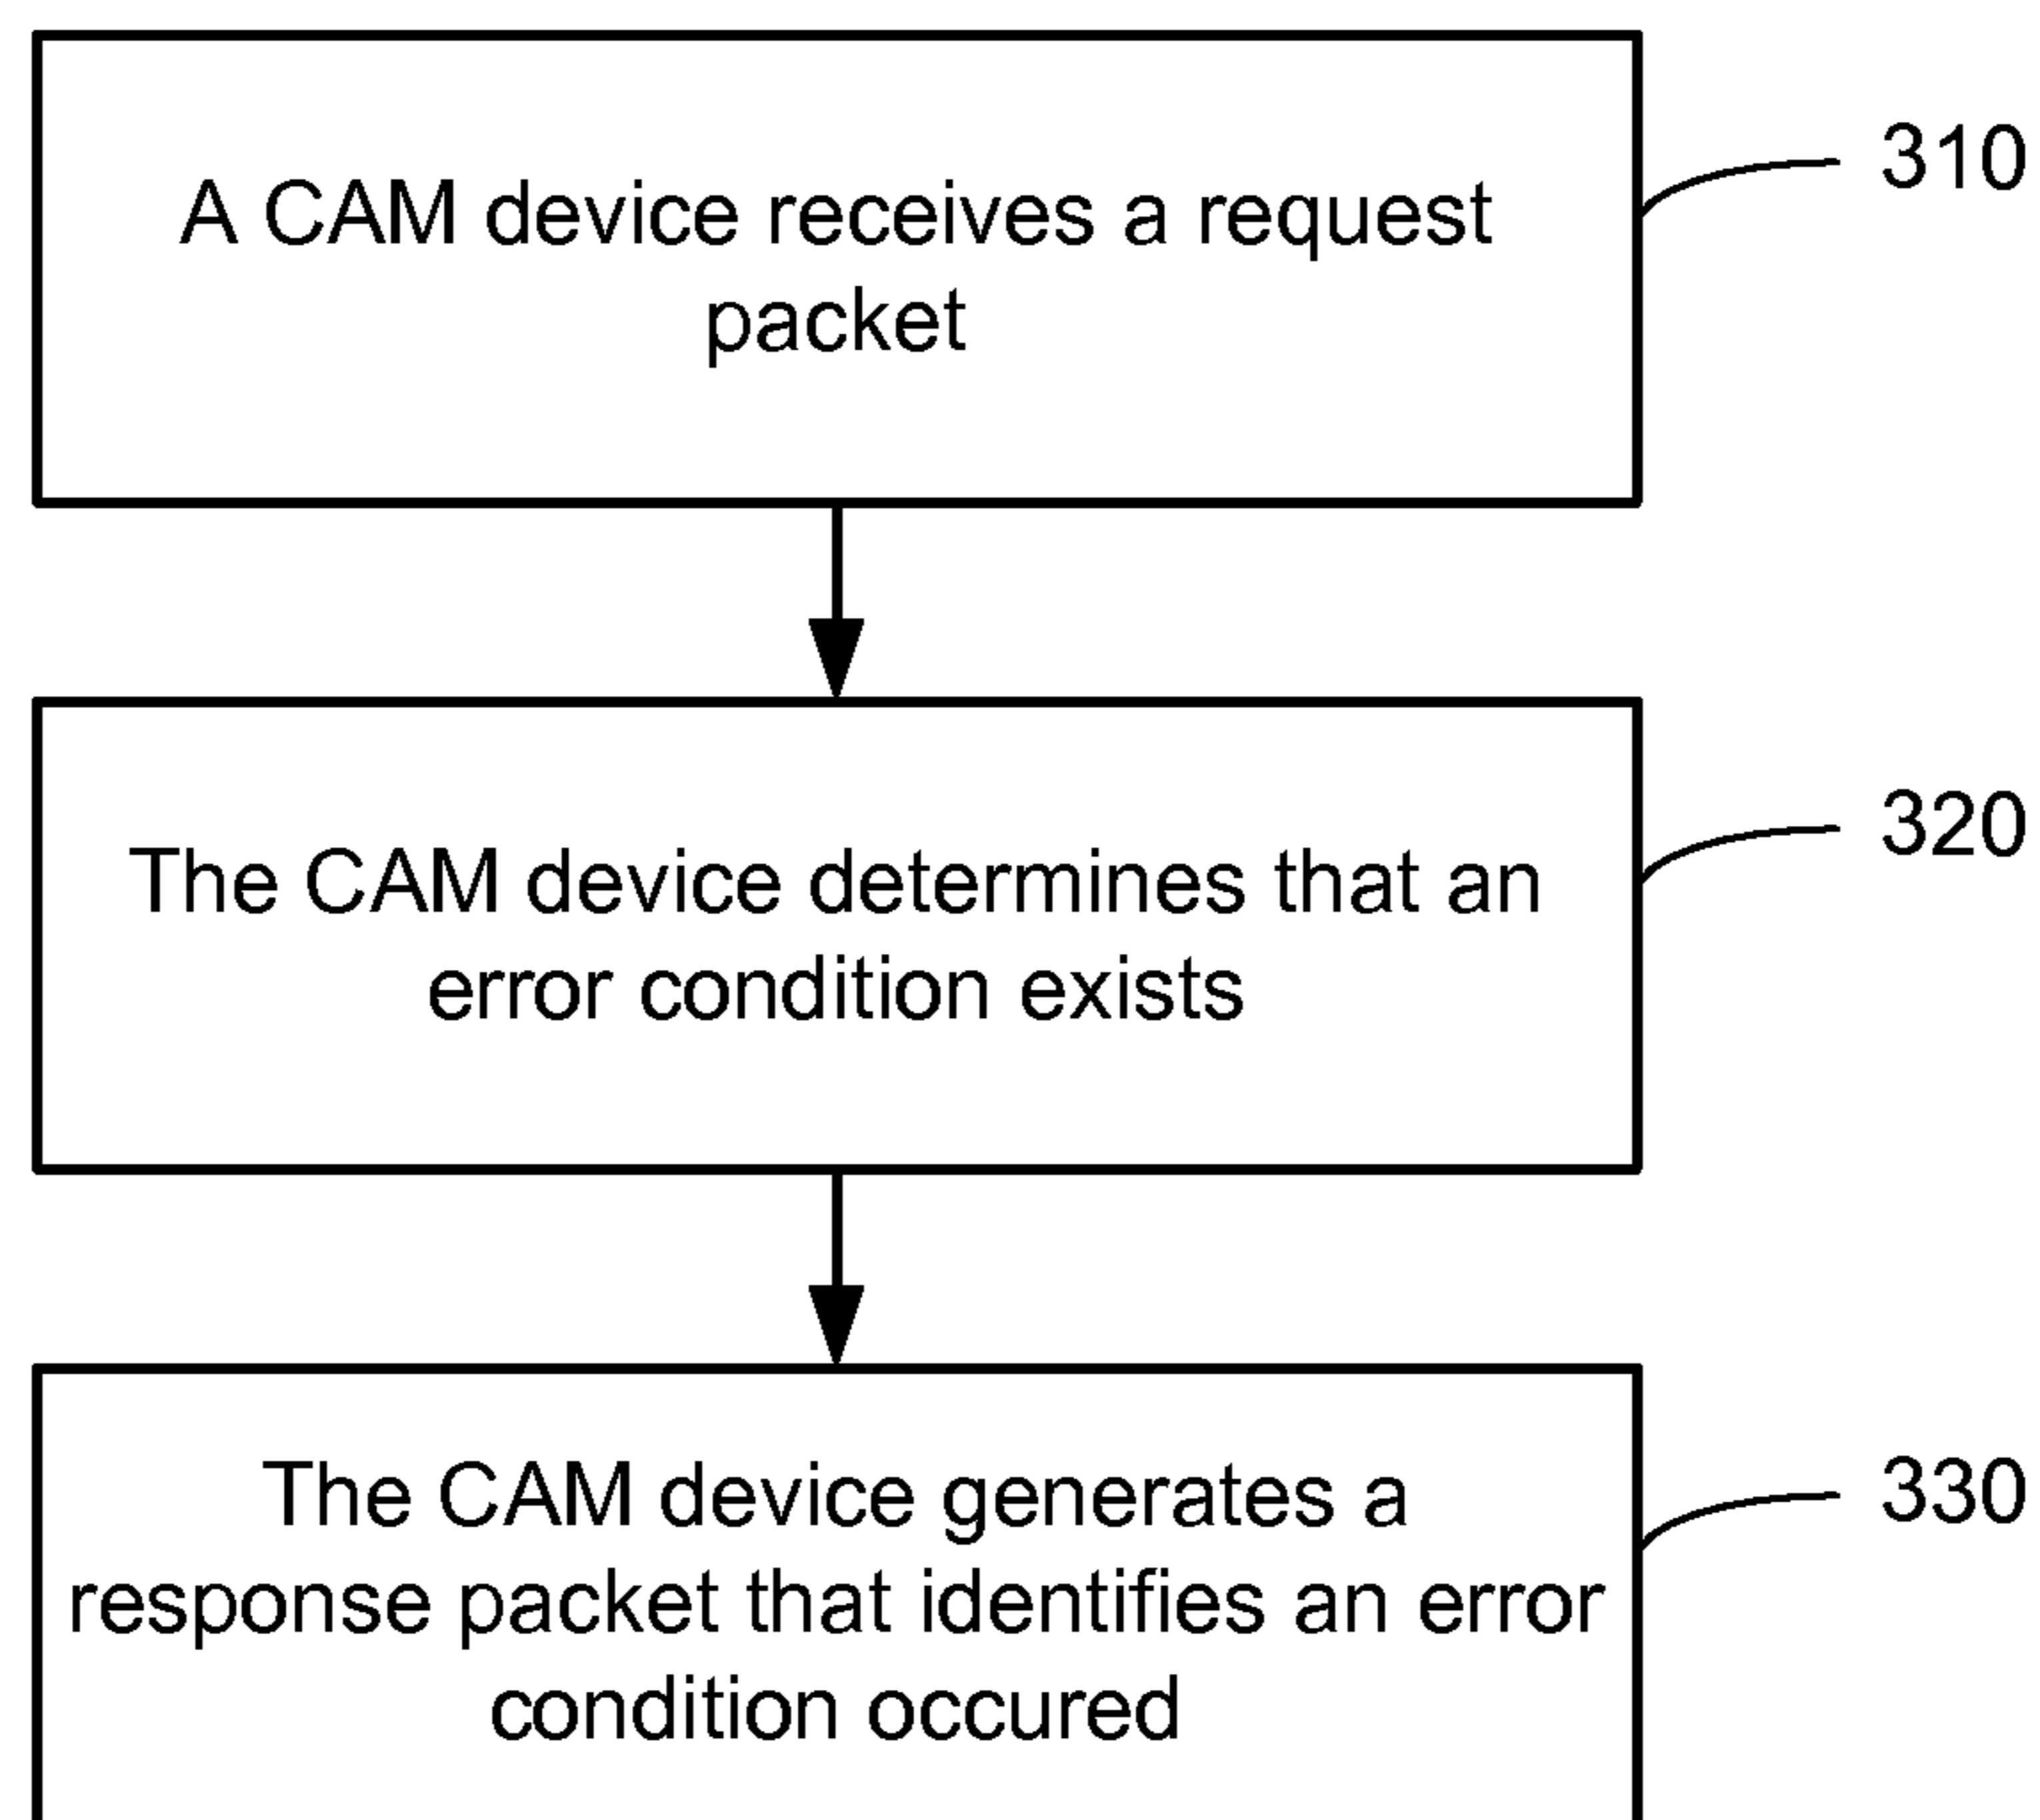 A CAM device receives a request
packet
310
The CAM device determines that an
error condition exists
320
The CAM device generates a
response packet that identifies an error
condition occured
330